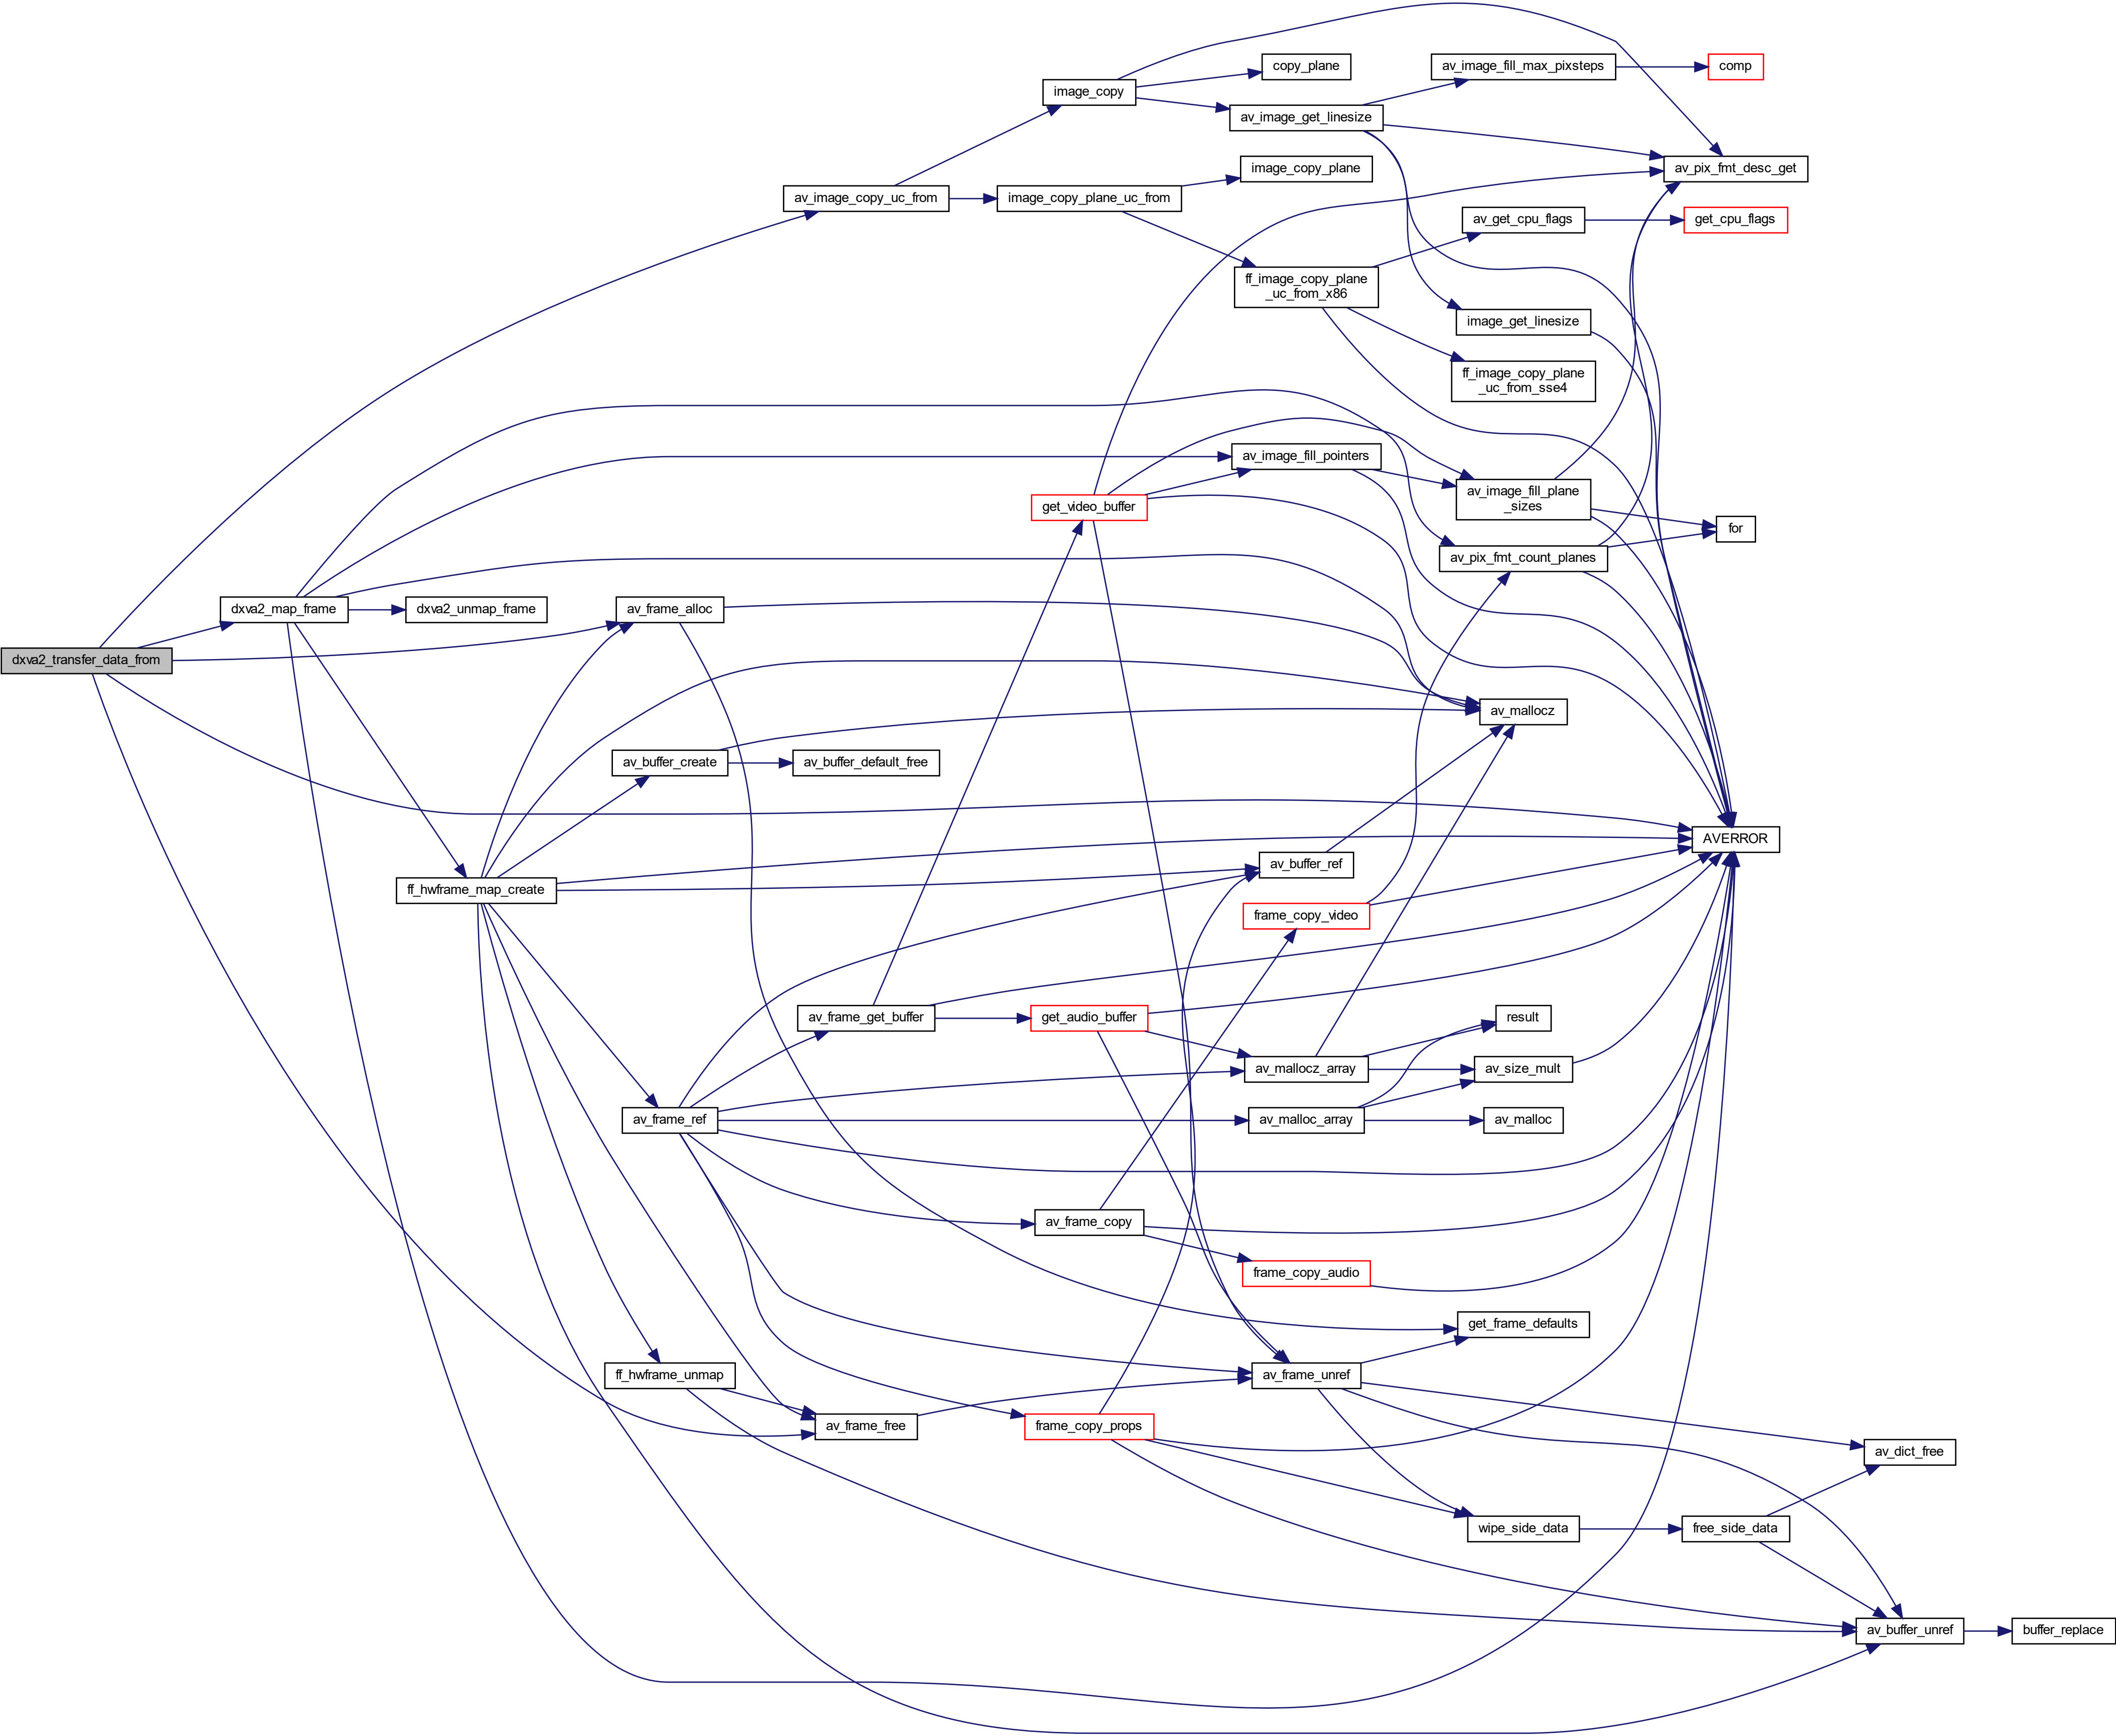 copy_plane
av_image_fill_max_pixsteps
comp
image_copy
av_image_get_linesize
image_copy_plane
av_pix_fmt_desc_get
av_image_copy_uc_from
image_copy_plane_uc_from
av_get_cpu_flags
get_cpu_flags
ff_image_copy_plane
_uc_from_x86
image_get_linesize
ff_image_copy_plane
_uc_from_sse4
av_image_fill_pointers
av_image_fill_plane
_sizes
get_video_buffer
for
av_pix_fmt_count_planes
dxva2_map_frame
dxva2_unmap_frame
av_frame_alloc
dxva2_transfer_data_from
av_mallocz
av_buffer_create
av_buffer_default_free
AVERROR
av_buffer_ref
ff_hwframe_map_create
frame_copy_video
av_frame_get_buffer
get_audio_buffer
result
av_mallocz_array
av_size_mult
av_frame_ref
av_malloc_array
av_malloc
av_frame_copy
frame_copy_audio
get_frame_defaults
ff_hwframe_unmap
av_frame_unref
av_frame_free
frame_copy_props
av_dict_free
wipe_side_data
free_side_data
av_buffer_unref
buffer_replace